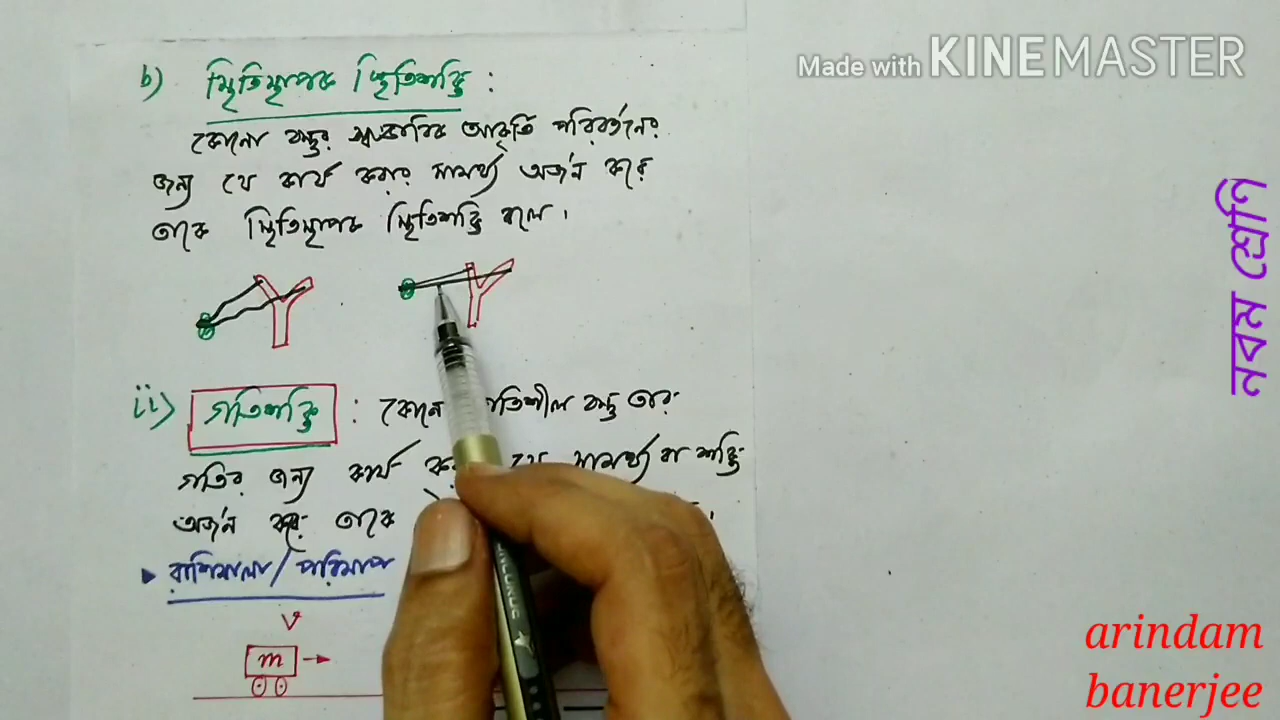 Made with KINEMASTER
b) স্থিতিস্থাপক স্থিতিশক্তি :
কোনো বস্তুর স্বাভাবিক আকৃতি পরিবর্তনের
জন্য যে কার্য করার সামর্থ্য অর্জন করে
তাকে স্থিতিস্থাপক স্থিতিশক্তি বলে।
ii) গতিশক্তি : কোনো গতিশীল বস্তু তার
গতির জন্য কার্য যে সামর্থ্য বা শক্তি
অর্জন করে তাকে
রাশিমালা / পরিমাপ
v
m
নবম শ্রেণি
arindam
banerjee